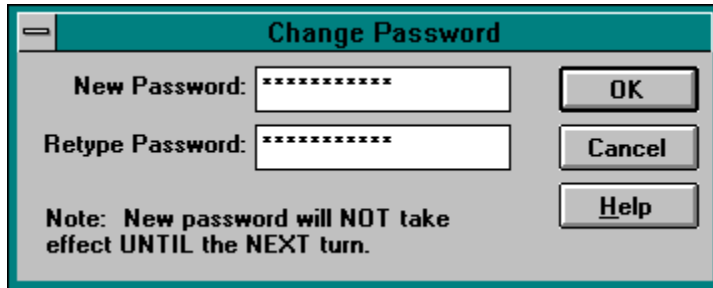 Change Password
New Password: ***********
OK
Retype Password: ***********
Cancel
Help
Note: New password will NOT take
effect UNTIL the NEXT turn.